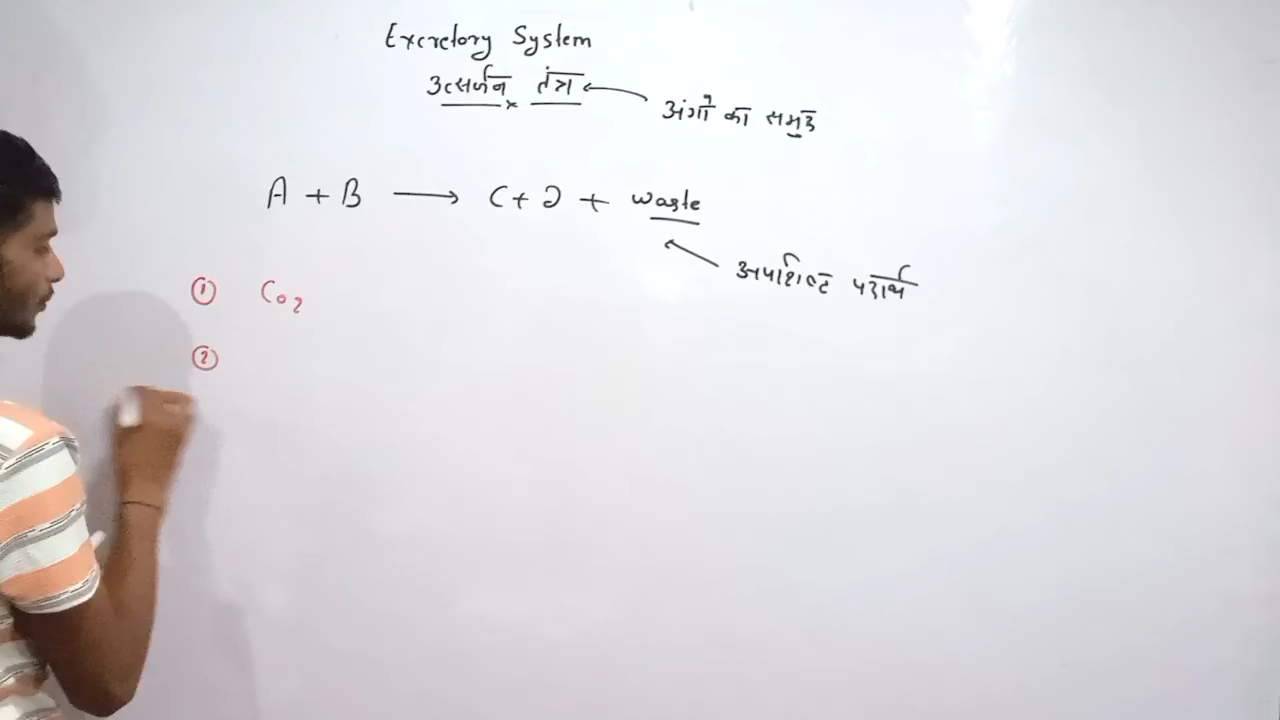 Excretory System
उत्सर्जन तंत्र
अंगों का समुह
A + B → C + D + waste
अपशिष्ट पदार्थ
① CO2
②